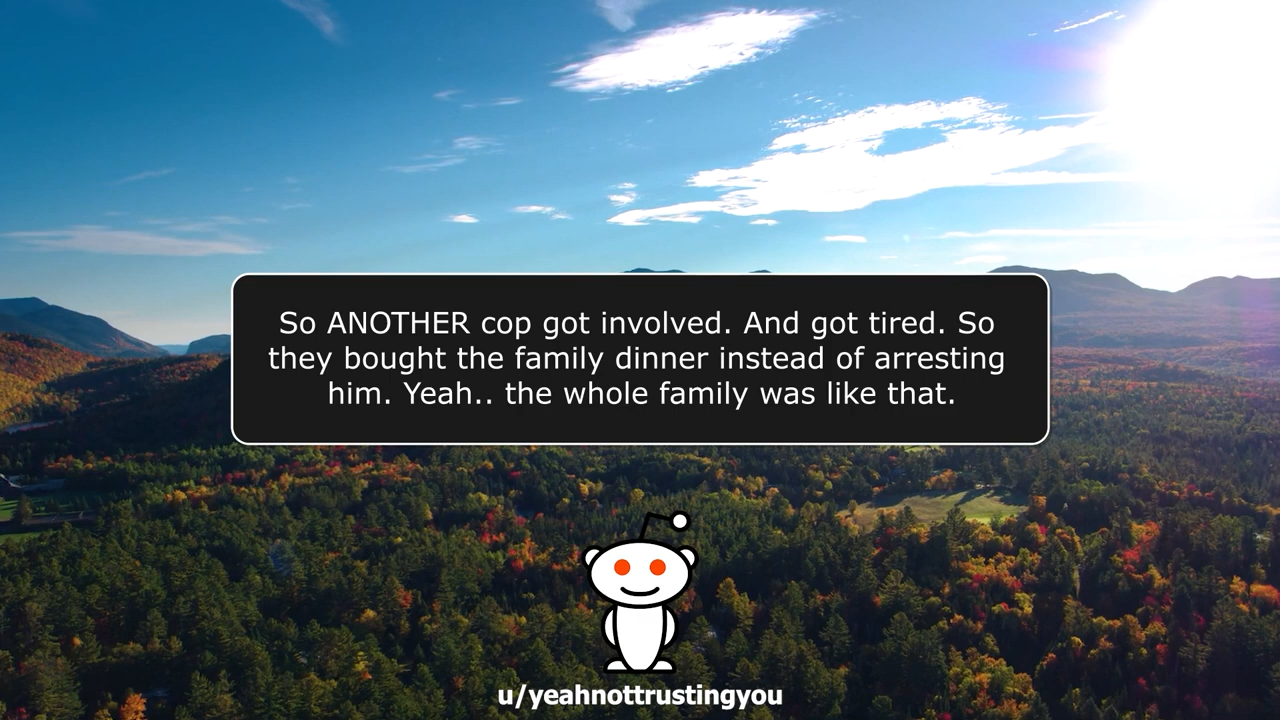 So ANOTHER cop got involved. And got tired. So
they bought the family dinner instead of arresting
him. Yeah.. the whole family was like that.
u/yeahnottrustingyou